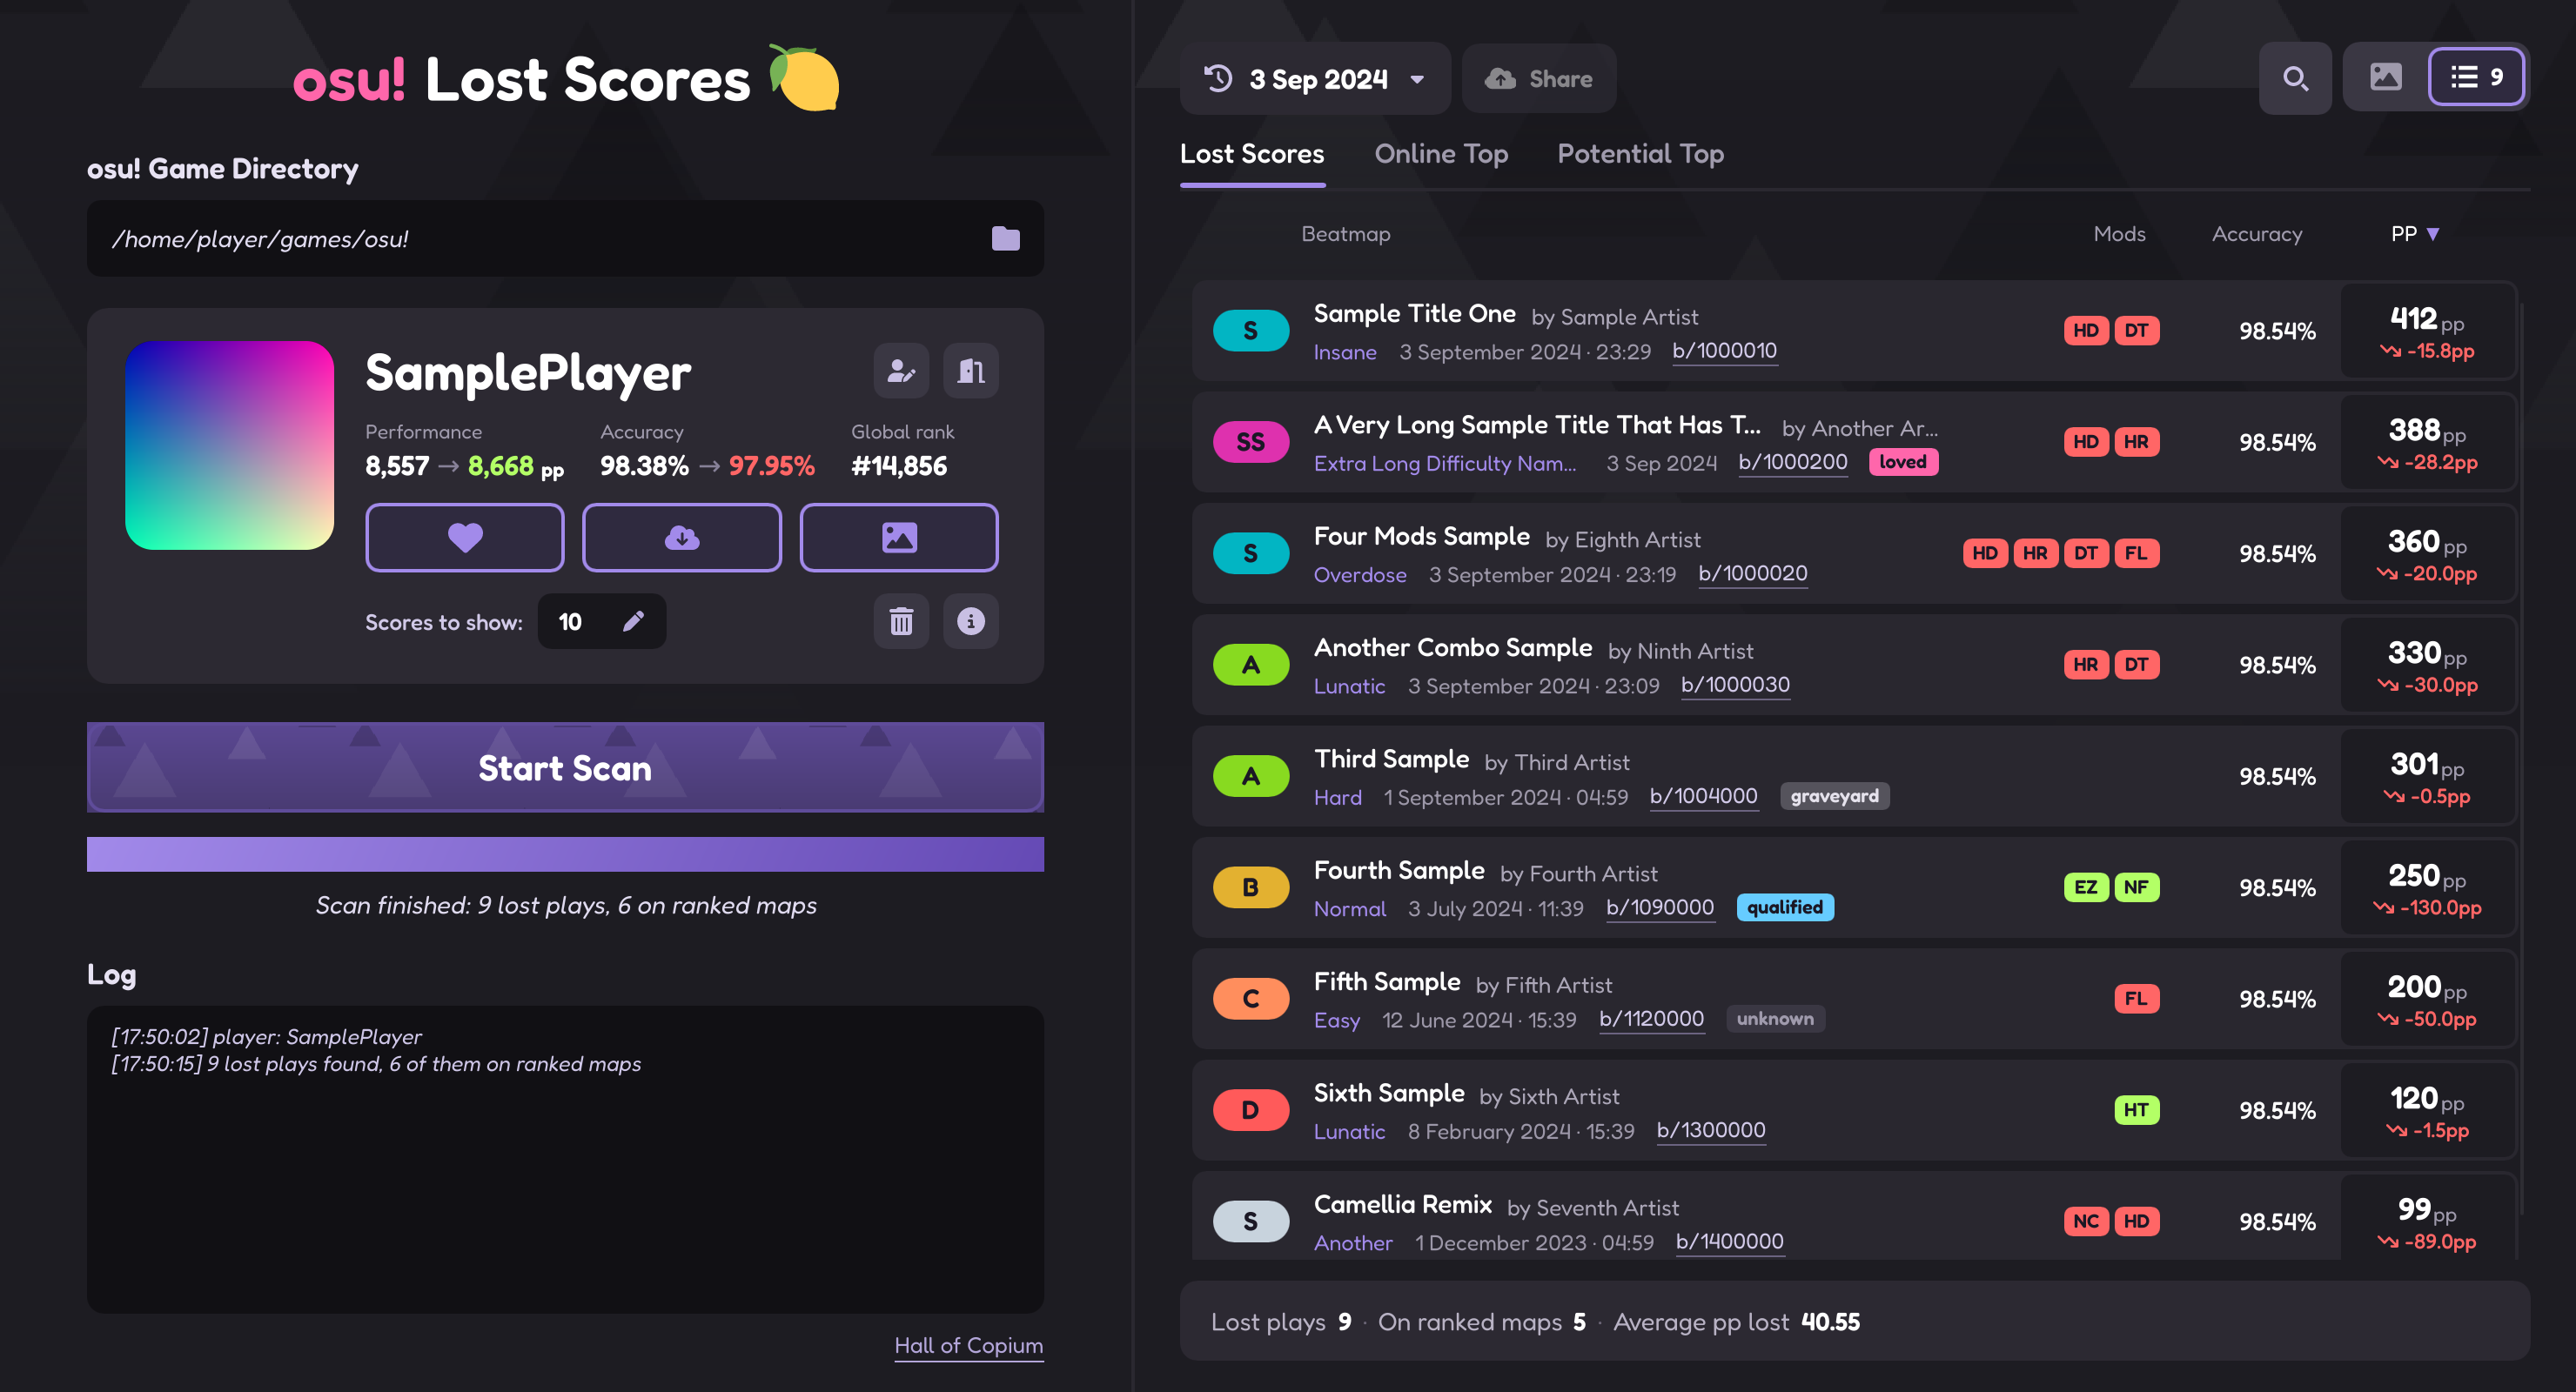 osu! Lost Scores
osu! Game Directory
/home/player/games/osu!
SamplePlayer
Performance Accuracy Global rank
8,557 → 8,668 pp 98.38% → 97.95% #14,856
Scores to show: 10
Start Scan
Scan finished: 9 lost plays, 6 on ranked maps
Log
[17:50:02] player: SamplePlayer
[17:50:15] 9 lost plays found, 6 of them on ranked maps
Hall of Copium
3 Sep 2024 Share 9
Lost Scores Online Top Potential Top
Beatmap Mods Accuracy PP ▼
S Sample Title One by Sample Artist HD DT 98.54% 412pp
Insane 3 September 2024 · 23:29 b/1000010 -15.8pp
SS A Very Long Sample Title That Has T... by Another Ar... HD HR 98.54% 388pp
Extra Long Difficulty Nam... 3 Sep 2024 b/1000200 loved -28.2pp
S Four Mods Sample by Eighth Artist HD HR DT FL 98.54% 360pp
Overdose 3 September 2024 · 23:19 b/1000020 -20.0pp
A Another Combo Sample by Ninth Artist HR DT 98.54% 330pp
Lunatic 3 September 2024 · 23:09 b/1000030 -30.0pp
A Third Sample by Third Artist 98.54% 301pp
Hard 1 September 2024 · 04:59 b/1004000 graveyard -0.5pp
B Fourth Sample by Fourth Artist EZ NF 98.54% 250pp
Normal 3 July 2024 · 11:39 b/1090000 qualified -130.0pp
C Fifth Sample by Fifth Artist FL 98.54% 200pp
Easy 12 June 2024 · 15:39 b/1120000 unknown -50.0pp
D Sixth Sample by Sixth Artist HT 98.54% 120pp
Lunatic 8 February 2024 · 15:39 b/1300000 -1.5pp
S Camellia Remix by Seventh Artist NC HD 98.54% 99pp
Another 1 December 2023 · 04:59 b/1400000 -89.0pp
Lost plays 9 · On ranked maps 5 · Average pp lost 40.55